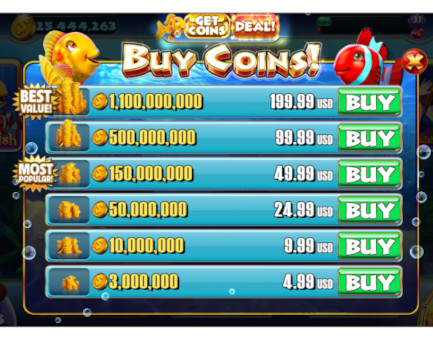 25,444,263
GET COINS DEAL!
BUY COINS!
BEST VALUE!
1,100,000,000 199.99 USD BUY
500,000,000 99.99 USD BUY
MOST POPULAR!
150,000,000 49.99 USD BUY
50,000,000 24.99 USD BUY
10,000,000 9.99 USD BUY
3,000,000 4.99 USD BUY